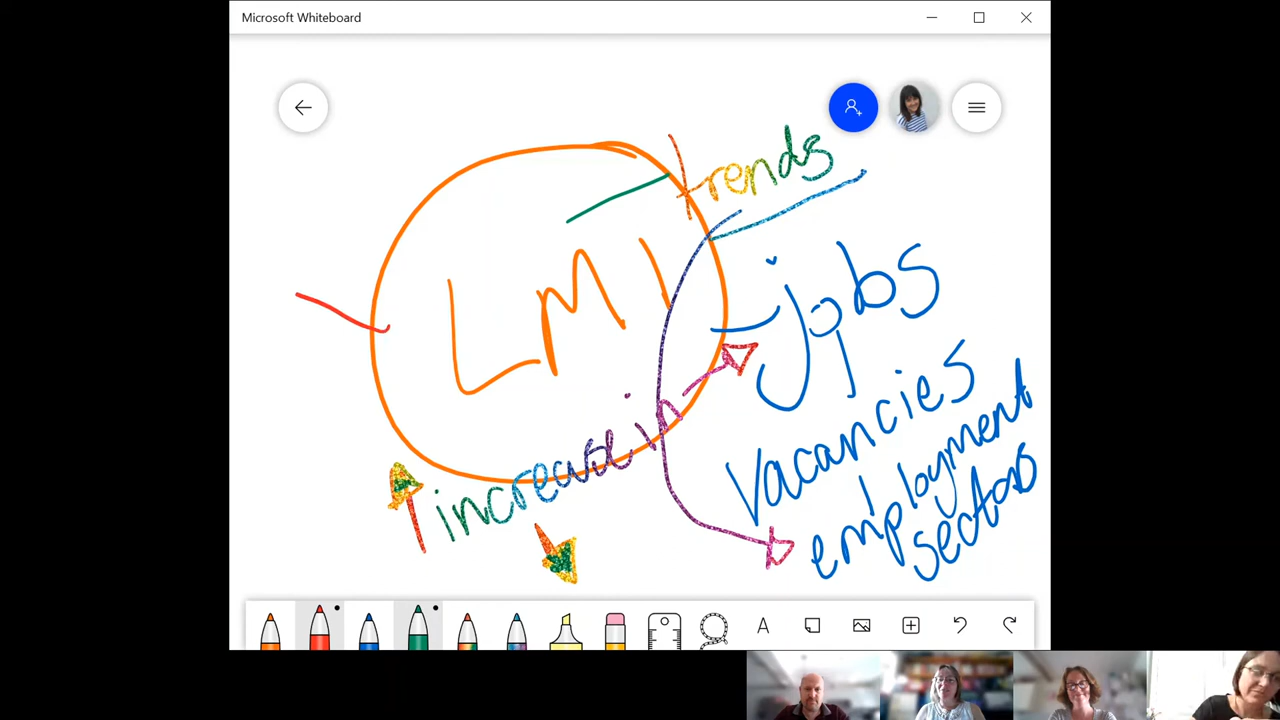 Microsoft Whiteboard
trends
LMI
jobs
increase in
vacancies
employment
sectors
A